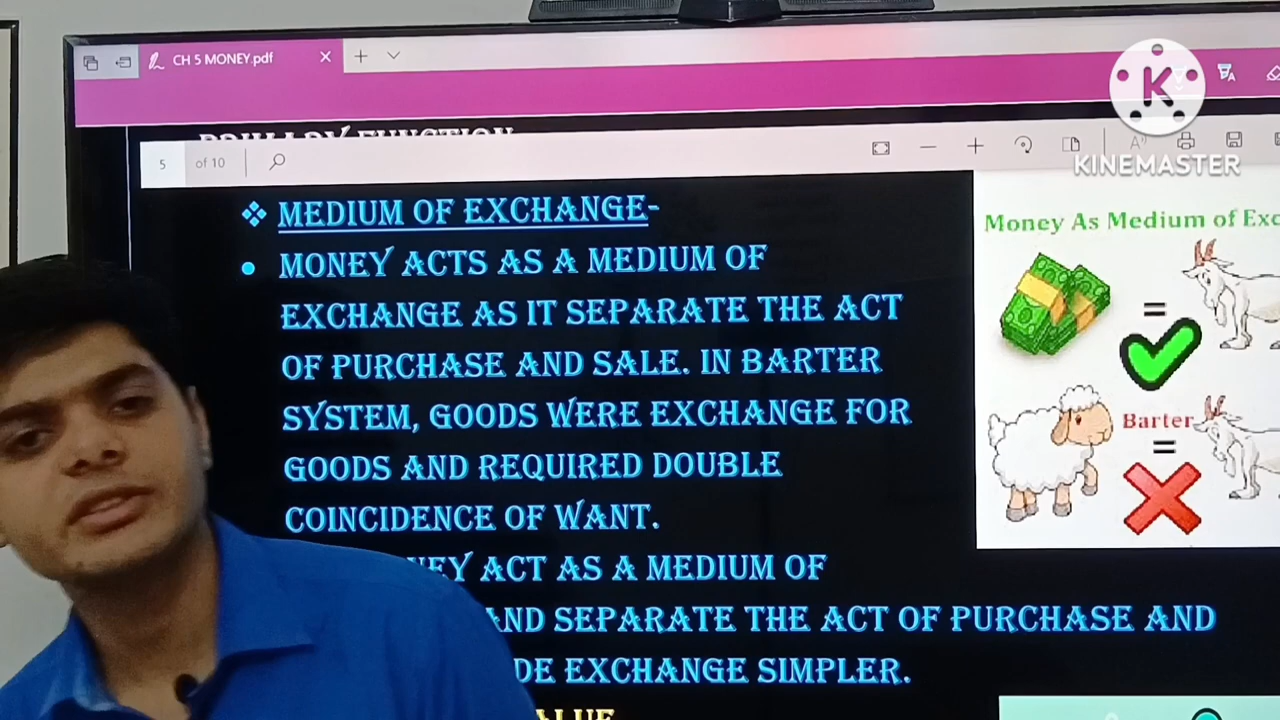 CH 5 MONEY.pdf
PRIMARY FUNCTION
5 of 10
KINEMASTER
MEDIUM OF EXCHANGE-
MONEY ACTS AS A MEDIUM OF
EXCHANGE AS IT SEPARATE THE ACT
OF PURCHASE AND SALE. IN BARTER
SYSTEM, GOODS WERE EXCHANGE FOR
GOODS AND REQUIRED DOUBLE
COINCIDENCE OF WANT.
ACT AS A MEDIUM OF
AND SEPARATE THE ACT OF PURCHASE AND
EXCHANGE SIMPLER.
Money As Medium of
=
Barter
=